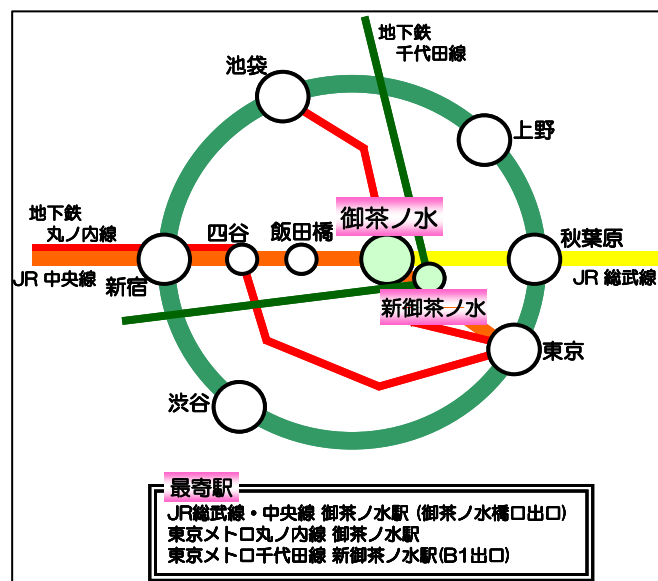 地下鉄
千代田線
池袋
上野
御茶ノ水
地下鉄
丸ノ内線
四谷
飯田橋
秋葉原
JR 中央線
新宿
JR 総武線
新御茶ノ水
東京
渋谷
最寄駅
JR総武線・中央線 御茶ノ水駅 (御茶ノ水橋口出口)
東京メトロ丸ノ内線 御茶ノ水駅
東京メトロ千代田線 新御茶ノ水駅(B1出口)